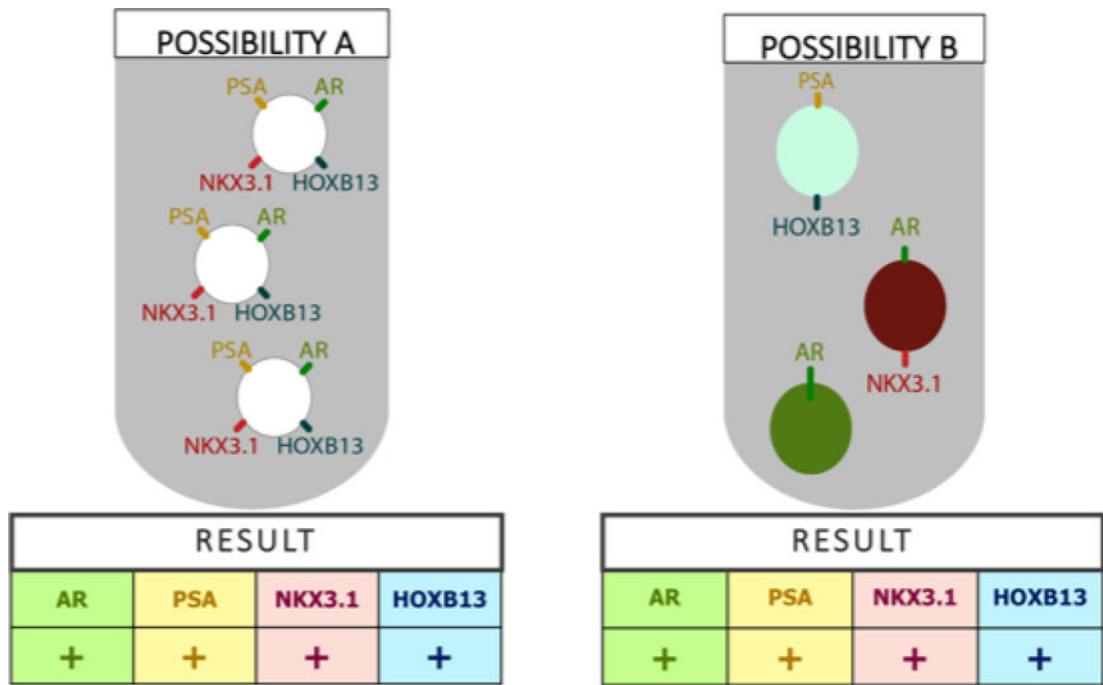 POSSIBILITY A
PSA AR
NKX3.1 HOXB13
PSA AR
NKX3.1 HOXB13
PSA AR
NKX3.1 HOXB13
RESULT
AR PSA NKX3.1 HOXB13
+ + + +
POSSIBILITY B
PSA
HOXB13
AR
NKX3.1
AR
RESULT
AR PSA NKX3.1 HOXB13
+ + + +